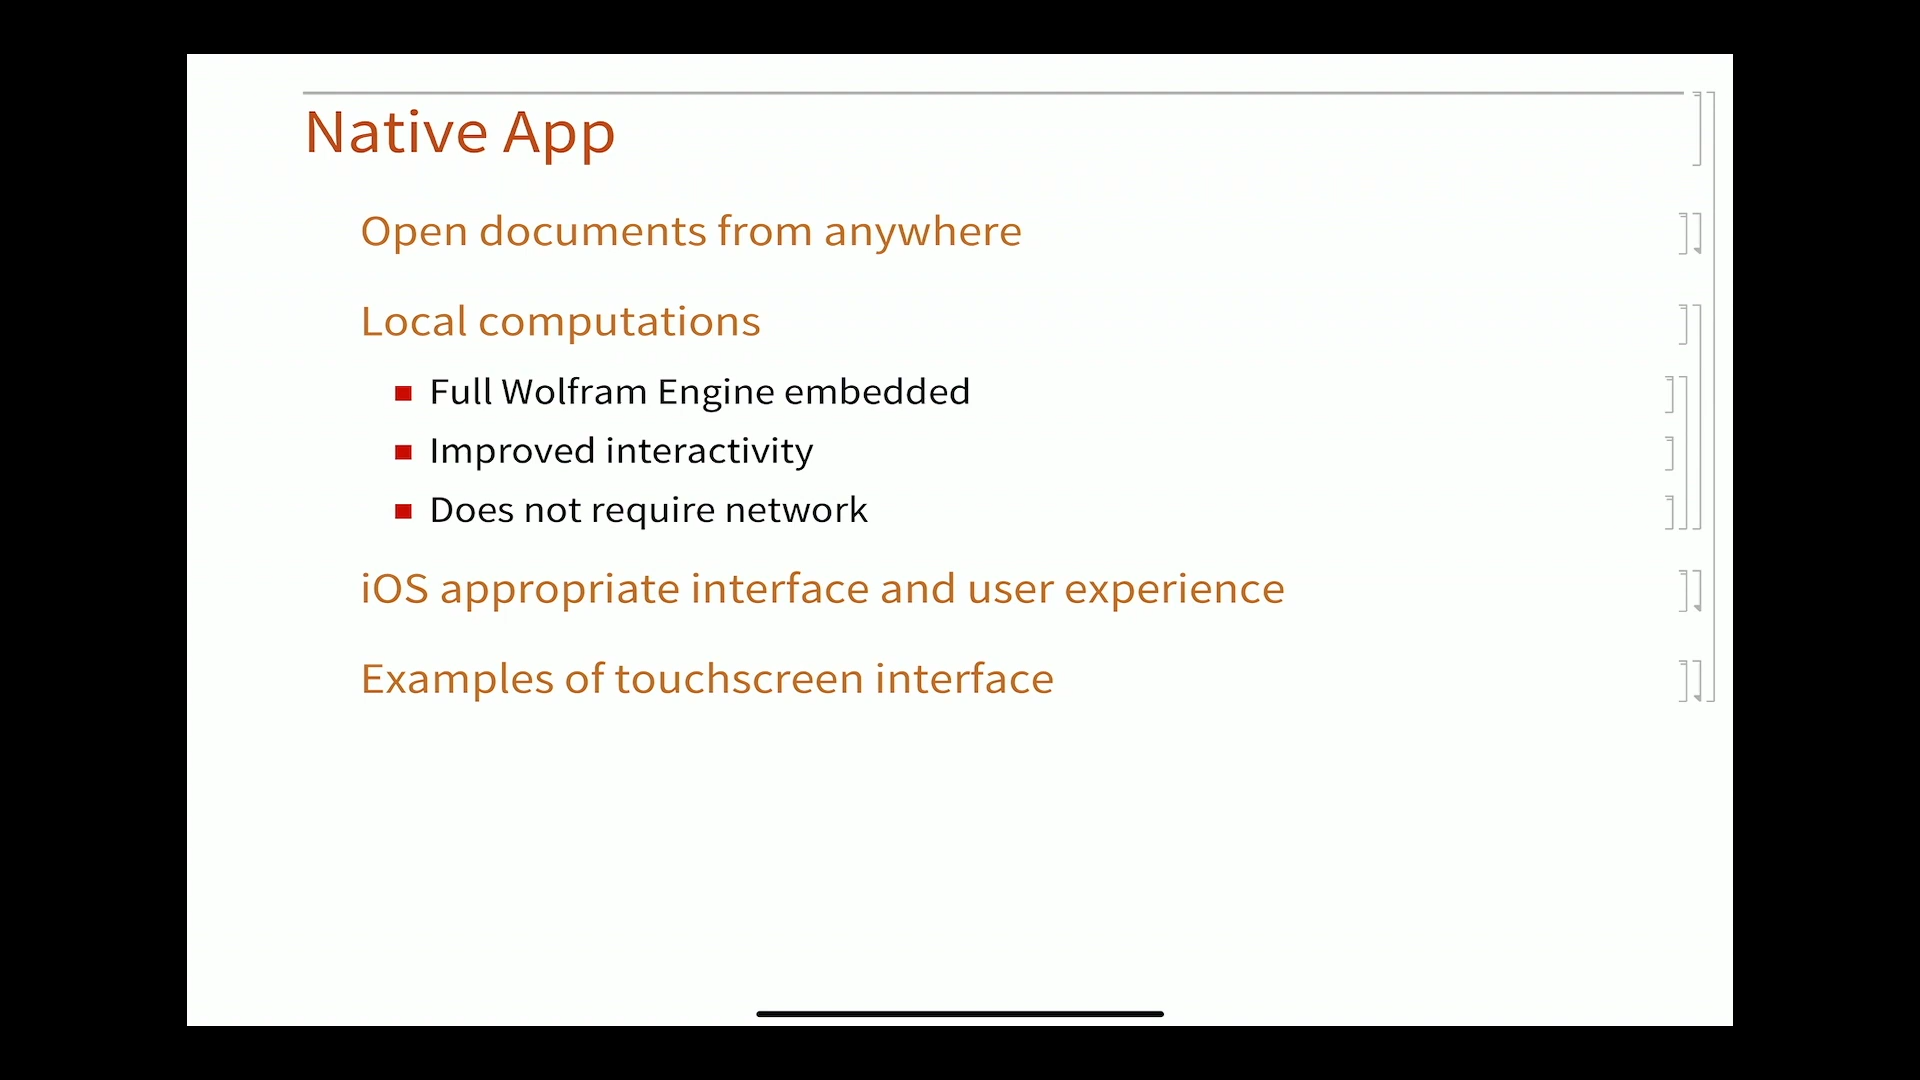 Native App
Open documents from anywhere
Local computations
Full Wolfram Engine embedded
Improved interactivity
Does not require network
iOS appropriate interface and user experience
Examples of touchscreen interface